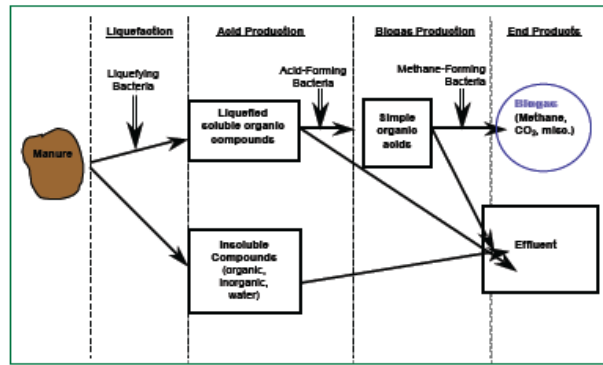 Liquefaction
Acid Production
Biogas Production
End Products
Liquefying
Bacteria
Acid-Forming
Bacteria
Methane-Forming
Bacteria
Manure
Liquefied
soluble organic
compounds
Simple
organic
acids
Biogas
(Methane,
CO₂, misc.)
Insoluble
Compounds
(organic,
inorganic,
water)
Effluent